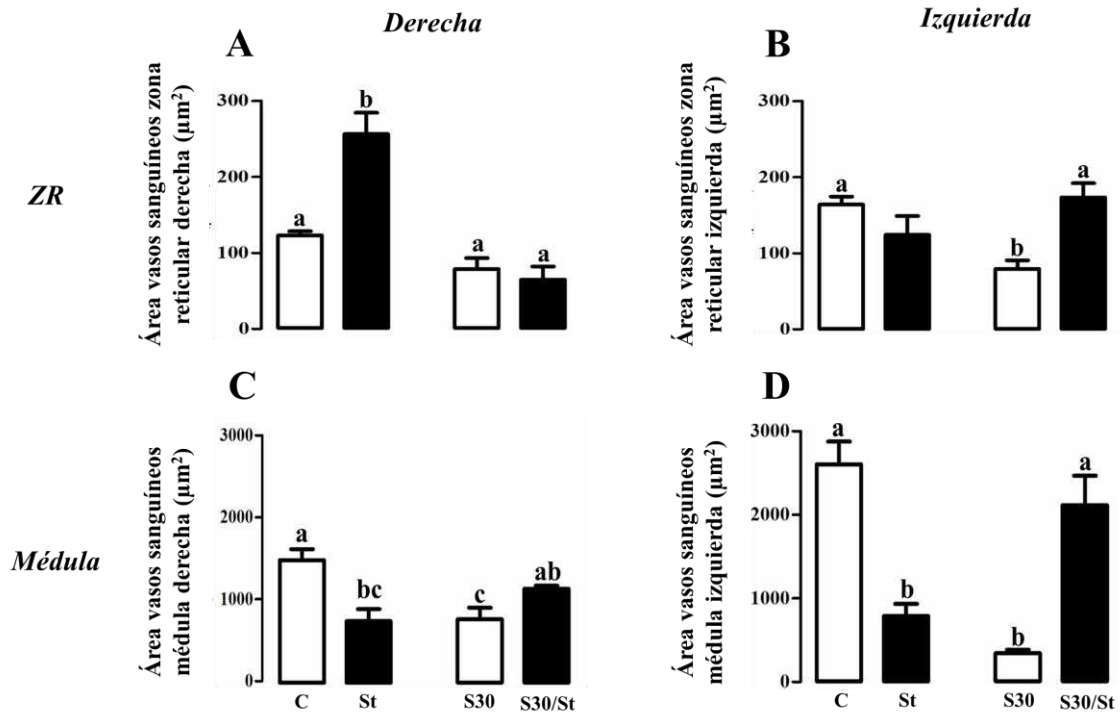 Derecha
Izquierda
A
B
ZR
Área vasos sanguíneos zona
reticular derecha (µm²)
300
200
100
0
a
b
a
a
Área vasos sanguíneos zona
reticular izquierda (µm²)
300
200
100
0
a
b
a
C
D
Médula
Área vasos sanguíneos
médula derecha (µm²)
3000
2000
1000
0
a
bc
c
ab
C
St
S30
S30/St
Área vasos sanguíneos
médula izquierda (µm²)
3000
2000
1000
0
a
b
b
a
C
St
S30
S30/St